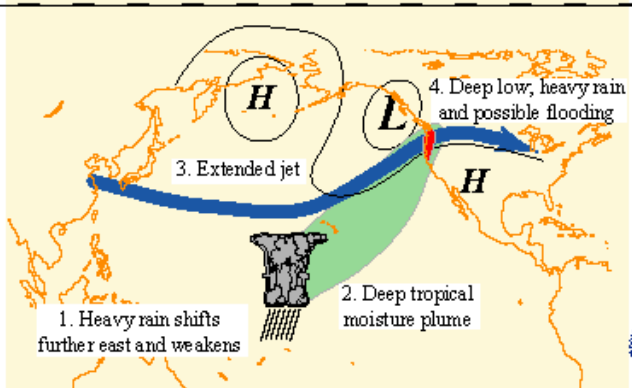 H
L
4. Deep low, heavy rain
and possible flooding
3. Extended jet
H
2. Deep tropical
moisture plume
1. Heavy rain shifts
further east and weakens